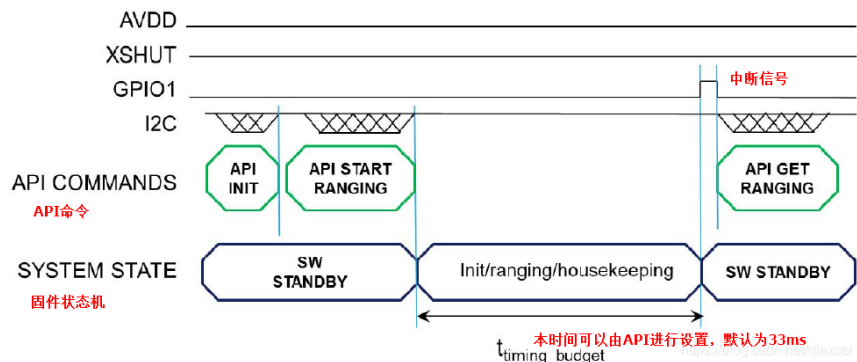 AVDD
XSHUT
GPIO1
中断信号
I2C
API COMMANDS
API命令
API INIT
API START RANGING
API GET RANGING
SYSTEM STATE
固件状态机
SW STANDBY
Init/ranging/housekeeping
SW STANDBY
本时间可以由API进行设置，默认为33ms
ttiming budget